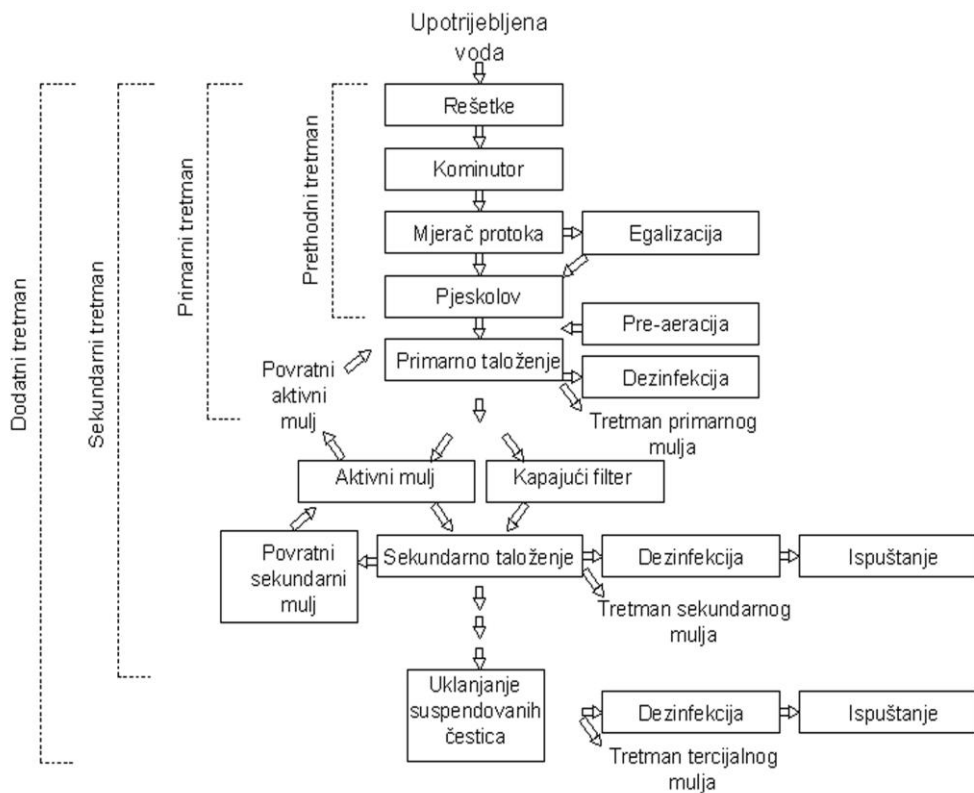 Upotrijebljena
voda
Rešetke
Kominutor
Mjerač protoka
Egalizacija
Pjeskolov
Pre-aeracija
Primarno taloženje
Dezinfekcija
Povratni
aktivni
mulj
Tretman primarnog
mulja
Aktivni mulj
Kapajući filter
Povratni
sekundarni
mulj
Sekundarno taloženje
Dezinfekcija
Ispuštanje
Tretman sekundarnog
mulja
Uklanjanje
suspendovanih
čestica
Dezinfekcija
Ispuštanje
Tretman tercijalnog
mulja
Dodatni tretman
Sekundarni tretman
Primarni tretman
Prethodni tretman